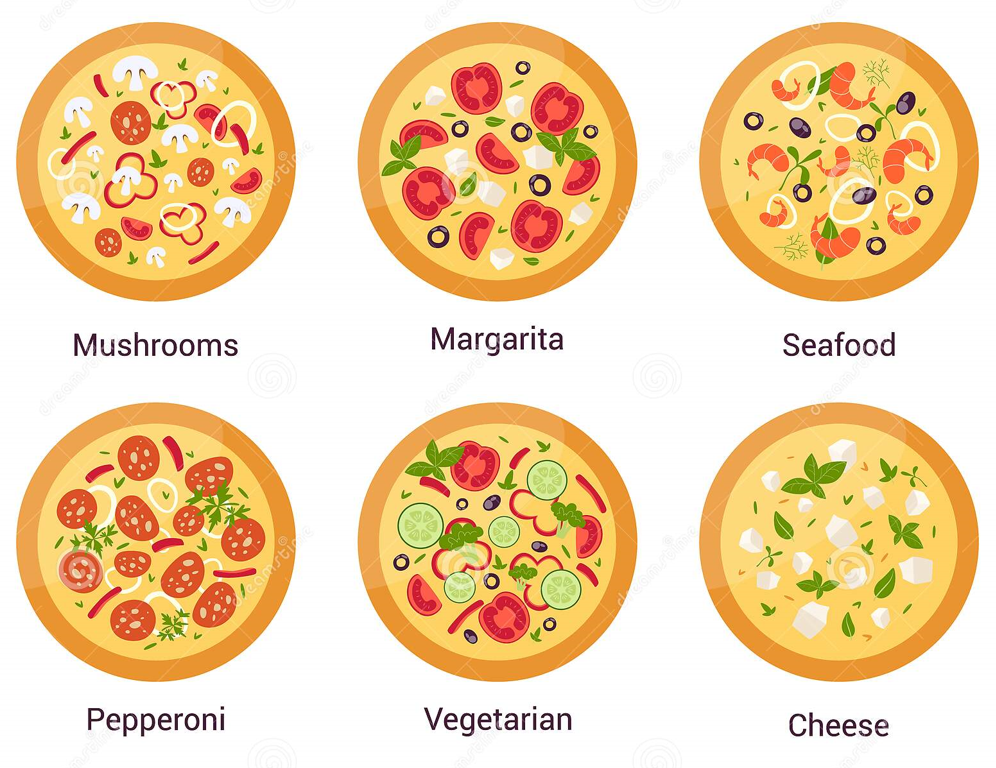 Mushrooms
Margarita
Seafood
Pepperoni
Vegetarian
Cheese